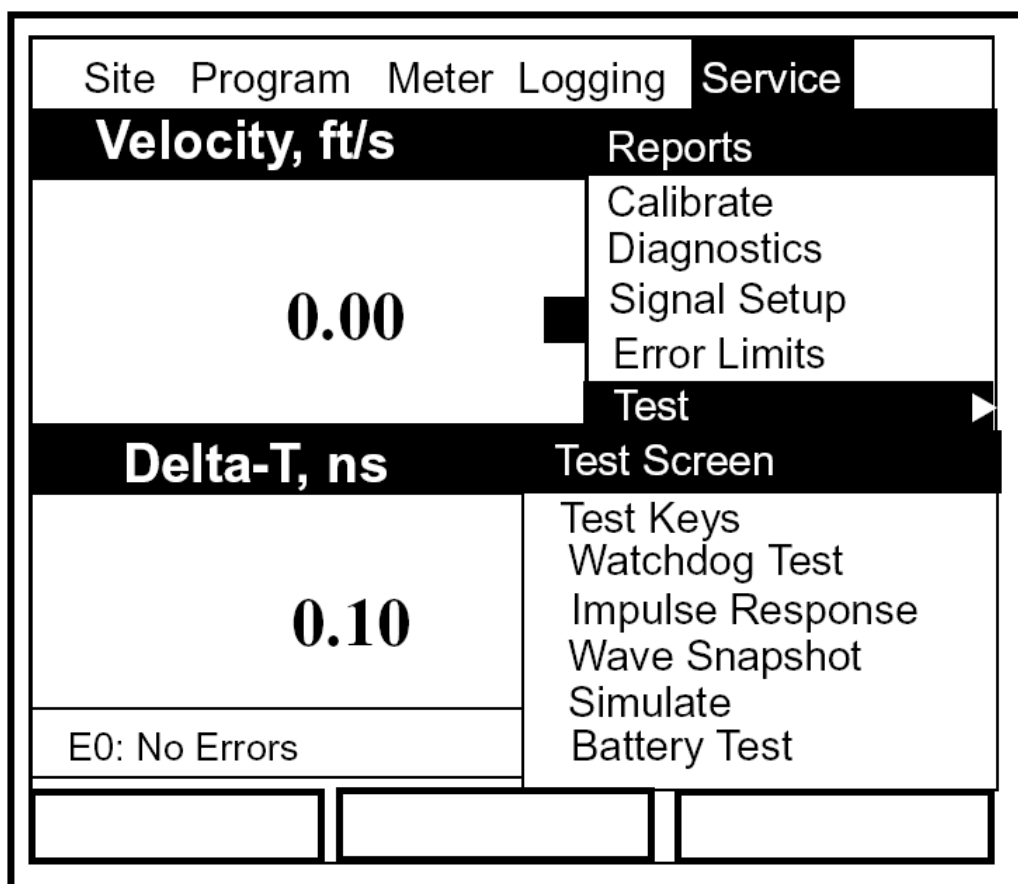 Site Program Meter Logging Service
Velocity, ft/s
Reports
Calibrate
Diagnostics
Signal Setup
0.00
Error Limits
Test
Delta-T, ns
Test Screen
Test Keys
Watchdog Test
Impulse Response
0.10
Wave Snapshot
Simulate
E0: No Errors
Battery Test